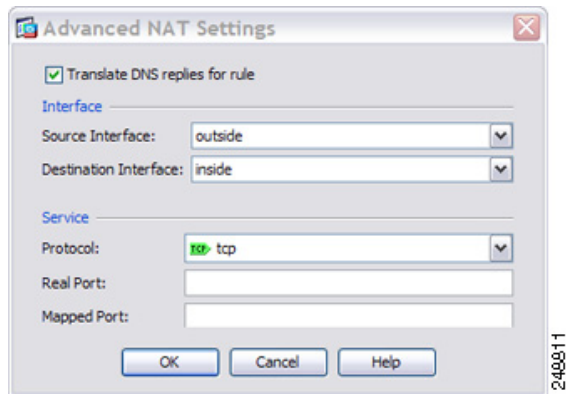 Advanced NAT Settings
Translate DNS replies for rule
Interface
Source Interface: outside
Destination Interface: inside
Service
Protocol: TCP tcp
Real Port:
Mapped Port:
OK Cancel Help
248811